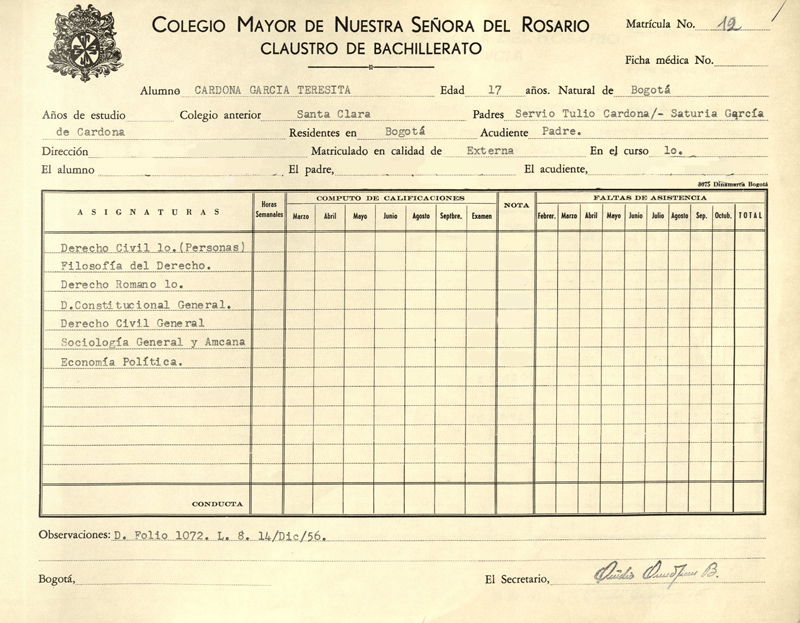 COLEGIO MAYOR DE NUESTRA SEÑORA DEL ROSARIO
CLAUSTRO DE BACHILLERATO
Matrícula No. 12
Ficha médica No.
Alumno CARDONA GARCIA TERESITA Edad 17 años. Natural de Bogotá
Años de estudio Colegio anterior Santa Clara Padres Servio Tulio Cardona/- Saturia García
de Cardona Residentes en Bogotá Acudiente Padre.
Dirección Matriculado en calidad de Externa En el curso 1o.
El alumno El padre, El acudiente,
3075 Dinamerta Bogotá
ASIGNATURAS Horas Semanales COMPUTO DE CALIFICACIONES NOTA FALTAS DE ASISTENCIA
Marzo Abril Mayo Junio Agosto Septbre. Examen Febrer. Marzo Abril Mayo Junio Julio Agosto Sep. Octub. TOTAL
Derecho Civil 1o.(Personas)
Filosofía del Derecho.
Derecho Romano 1o.
D.Constitucional General.
Derecho Civil General
Sociología General y Amcana
Economía Política.
CONDUCTA
Observaciones: D. Folio 1072. L. 8. 14/Dic/56.
Bogotá, El Secretario,